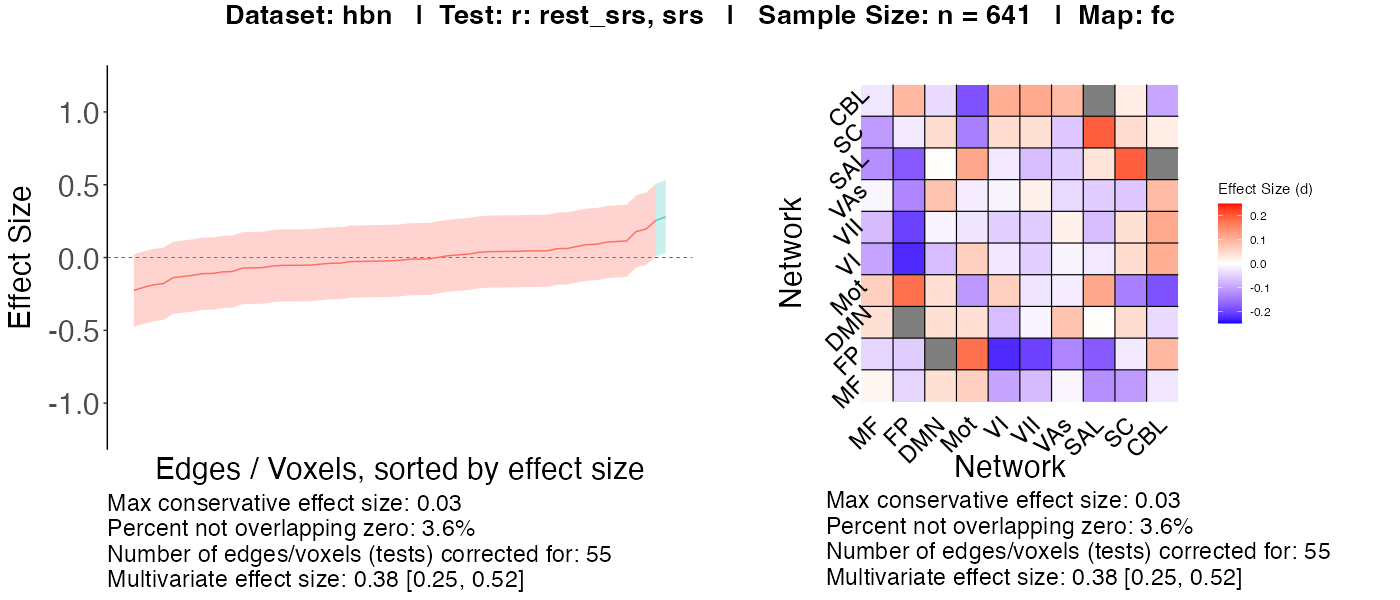 Dataset: hbn | Test: r: rest_srs, srs | Sample Size: n = 641 | Map: fc
Effect Size
1.0
0.5
0.0
-0.5
-1.0
Edges / Voxels, sorted by effect size
Max conservative effect size: 0.03
Percent not overlapping zero: 3.6%
Number of edges/voxels (tests) corrected for: 55
Multivariate effect size: 0.38 [0.25, 0.52]
Network
CBL
SC
SAL
VAs
VII
VI
Mot
DMN
FP
MF
MF
FP
DMN
Mot
VI
VII
VAs
SAL
SC
CBL
Network
Effect Size (d)
0.2
0.1
0.0
-0.1
-0.2
Max conservative effect size: 0.03
Percent not overlapping zero: 3.6%
Number of edges/voxels (tests) corrected for: 55
Multivariate effect size: 0.38 [0.25, 0.52]